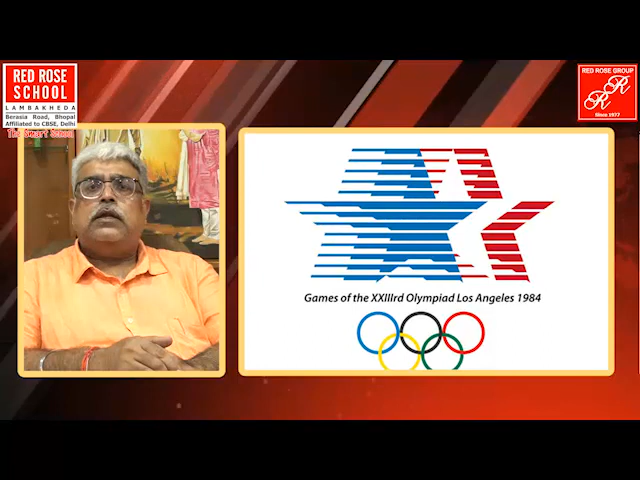 RED ROSE
SCHOOL
LAMBAKHEDA
Berasia Road, Bhopal
Affiliated to CBSE, Delhi
The Smart School
RED ROSE GROUP
R
R
Since 1977
Games of the XXIIIrd Olympiad Los Angeles 1984